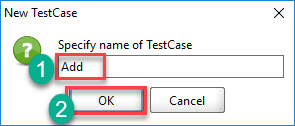 New TestCase
Specify name of TestCase
1 Add
2 OK Cancel